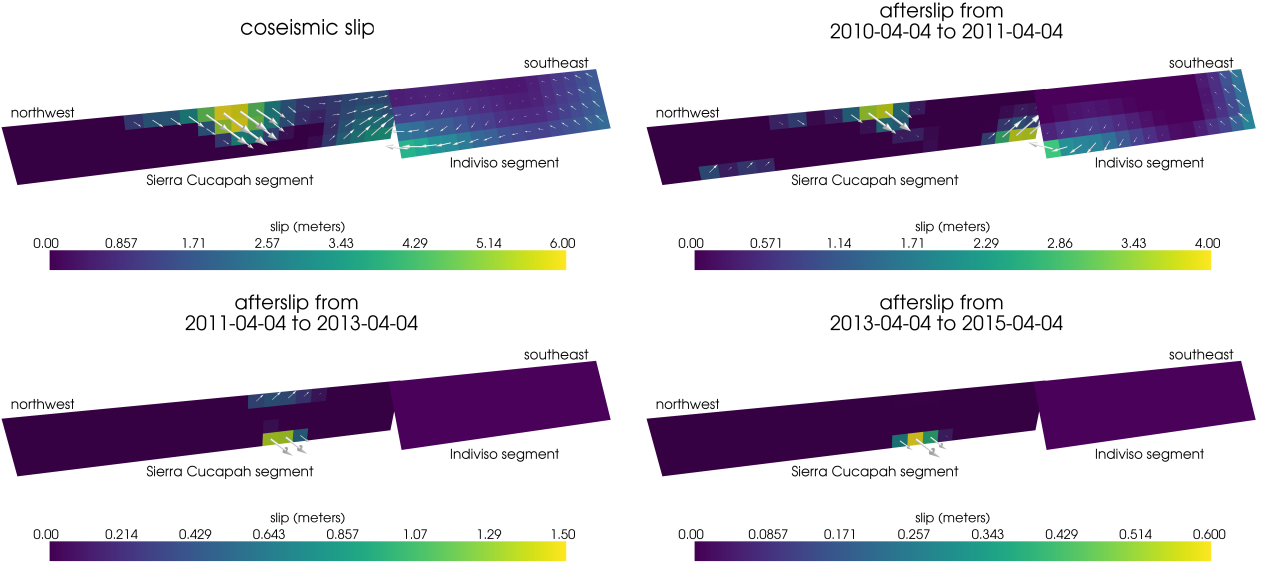 coseismic slip
southeast
northwest
Indiviso segment
Sierra Cucapah segment
slip (meters)
0.00 0.857 1.71 2.57 3.43 4.29 5.14 6.00
afterslip from
2010-04-04 to 2011-04-04
southeast
northwest
Indiviso segment
Sierra Cucapah segment
slip (meters)
0.00 0.571 1.14 1.71 2.29 2.86 3.43 4.00
afterslip from
2011-04-04 to 2013-04-04
southeast
northwest
Indiviso segment
Sierra Cucapah segment
slip (meters)
0.00 0.214 0.429 0.643 0.857 1.07 1.29 1.50
afterslip from
2013-04-04 to 2015-04-04
southeast
northwest
Indiviso segment
Sierra Cucapah segment
slip (meters)
0.00 0.0857 0.171 0.257 0.343 0.429 0.514 0.600